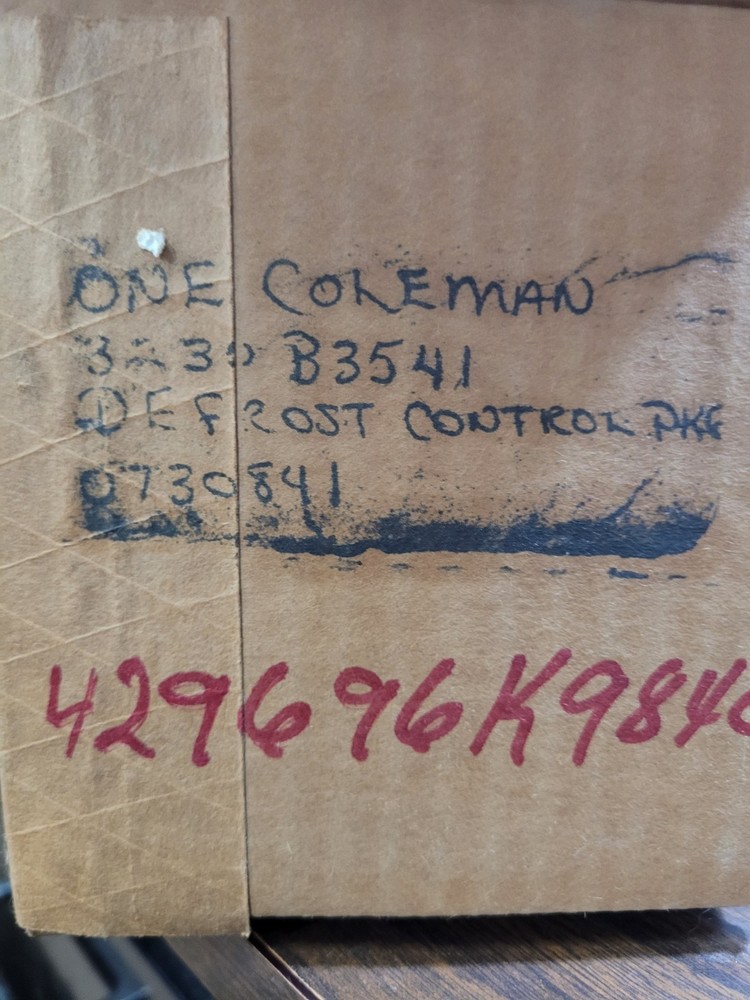 ONE COLEMAN
B3541
DEFROST CONTROL PKG
0730841
429696K984